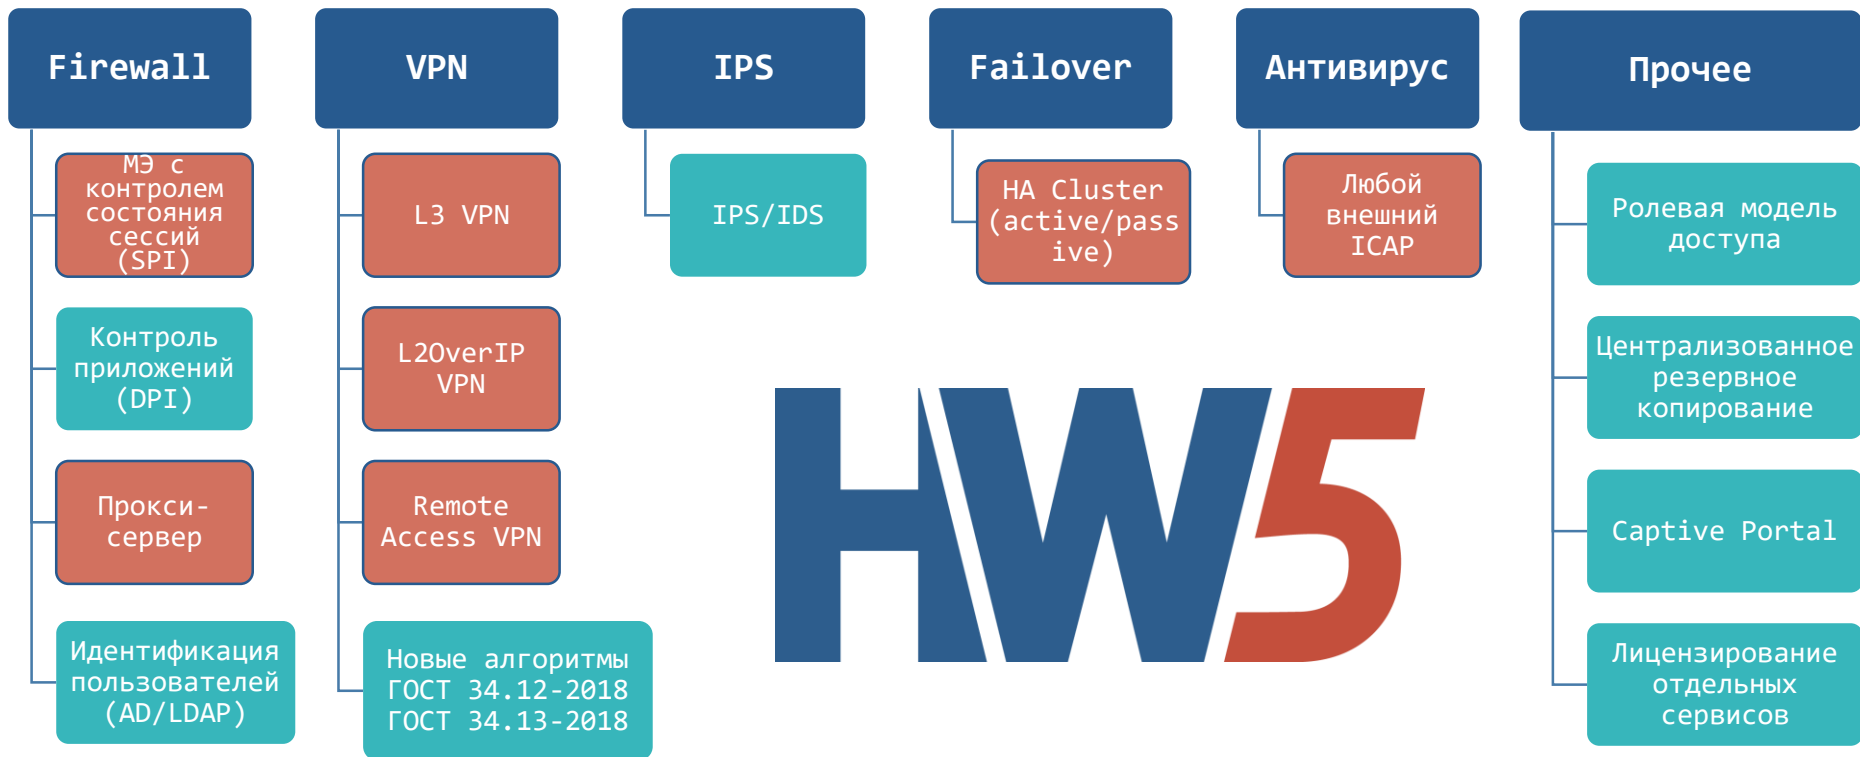 Firewall
МЭ с
контролем
состояния
сессий
(SPI)
Контроль
приложений
(DPI)
Прокси-
сервер
Идентификация
пользователей
(AD/LDAP)
VPN
L3 VPN
L2OverIP
VPN
Remote
Access VPN
Новые алгоритмы
ГОСТ 34.12-2018
ГОСТ 34.13-2018
IPS
IPS/IDS
Failover
HA Cluster
(active/pass
ive)
Антивирус
Любой
внешний
ICAP
Прочее
Ролевая модель
доступа
Централизованное
резервное
копирование
Captive Portal
Лицензирование
отдельных
сервисов
HW5